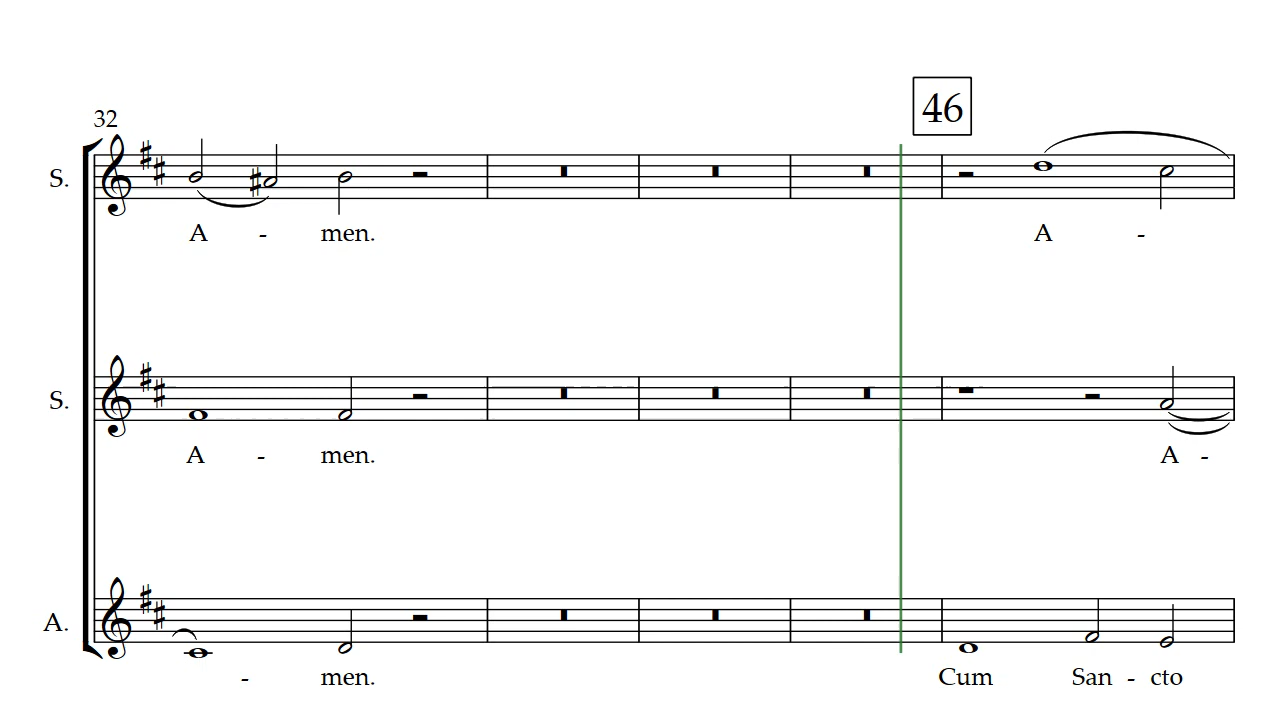 46
32
S.
A - men. A -
S.
A - men. A -
A.
- men. Cum San - cto